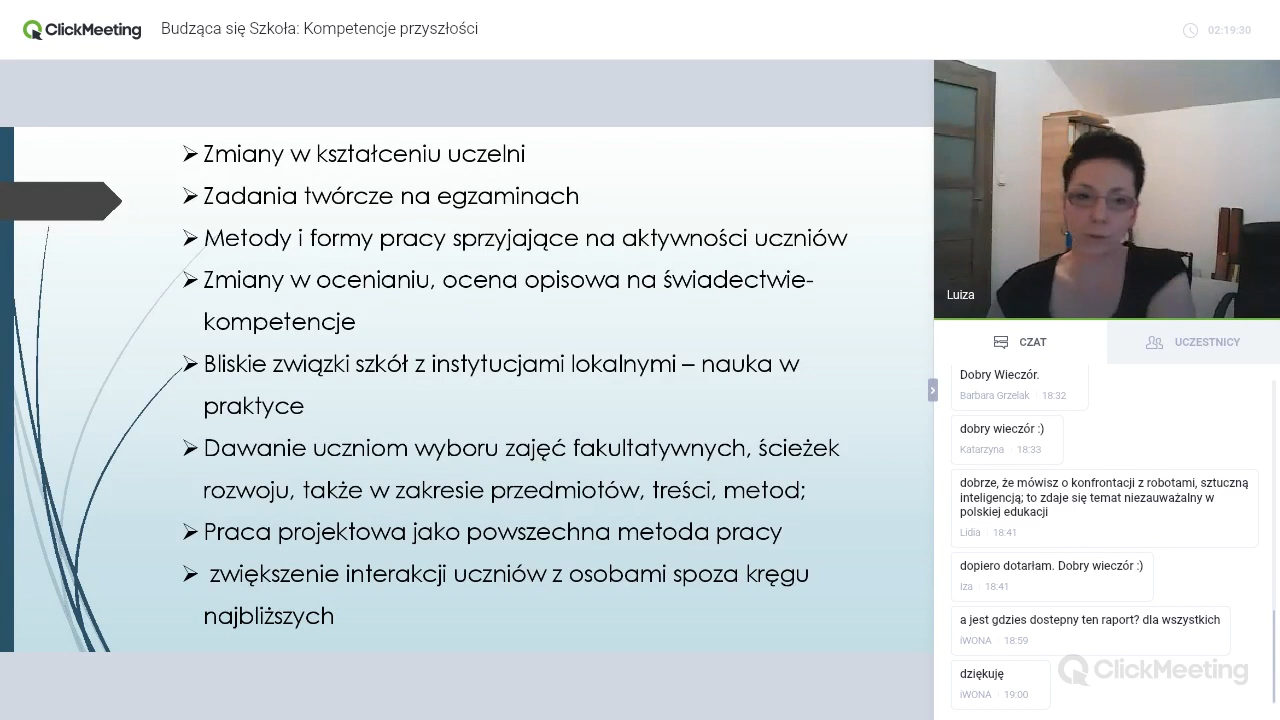 ClickMeeting
Budząca się Szkoła: Kompetencje przyszłości
02:19:30
Zmiany w kształceniu uczelni
Zadania twórcze na egzaminach
Metody i formy pracy sprzyjające na aktywności uczniów
Zmiany w ocenianiu, ocena opisowa na świadectwie-
kompetencje
Bliskie związki szkół z instytucjami lokalnymi – nauka w
praktyce
Dawanie uczniom wyboru zajęć fakultatywnych, ścieżek
rozwoju, także w zakresie przedmiotów, treści, metod;
Praca projektowa jako powszechna metoda pracy
zwiększenie interakcji uczniów z osobami spoza kręgu
najbliższych
Luiza
CZAT
UCZESTNICY
Dobry Wieczór.
Barbara Grzelak 18:32
dobry wieczór :)
Katarzyna 18:33
dobrze, że mówisz o konfrontacji z robotami, sztuczną
inteligencją; to zdaje się temat niezauważalny w
polskiej edukacji
Lidia 18:41
dopiero dotarłam. Dobry wieczór :)
iza 18:41
a jest gdzies dostepny ten raport? dla wszystkich
iWONA 18:59
dziękuję
iWONA 19:00
ClickMeeting